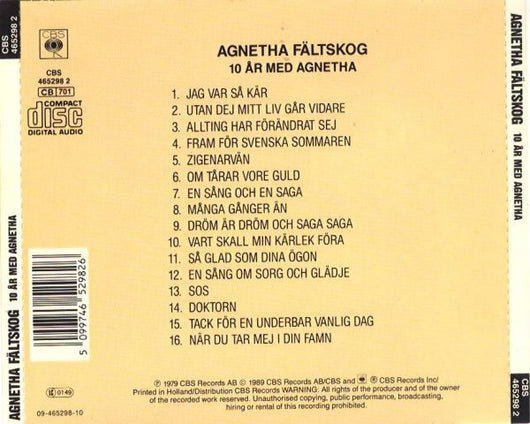 CBS
465298 2
CBS
CBS
465298 2
CB 701
COMPACT
disc
DIGITAL AUDIO
AGNETHA FÄLTSKOG
10 ÅR MED AGNETHA
1. JAG VAR SÅ KÄR
2. UTAN DEJ MITT LIV GÅR VIDARE
3. ALLTING HAR FÖRÄNDRAT SEJ
4. FRAM FÖR SVENSKA SOMMAREN
5. ZIGENARVÄN
6. OM TÅRAR VORE GULD
7. EN SÅNG OCH EN SAGA
8. MÅNGA GÅNGER ÄN
9. DRÖM ÄR DRÖM OCH SAGA SAGA
10. VART SKALL MIN KÄRLEK FÖRA
11. SÅ GLAD SOM DINA ÖGON
12. EN SÅNG OM SORG OCH GLÄDJE
13. SOS
14. DOKTORN
15. TACK FÖR EN UNDERBAR VANLIG DAG
16. NÄR DU TAR MEJ I DIN FAMN
5 099746 529826
0149
09-465298-10
℗ 1979 CBS Records AB © 1989 CBS Records AB/CBS and ® CBS Records Inc/
Printed in Holland/Distribution CBS Records WARNING: All rights of the producer and of the owner
of the recorded work reserved. Unauthorised copying, public performance, broadcasting,
hiring or rental of this recording prohibited.
AGNETHA FÄLTSKOG 10 ÅR MED AGNETHA
AGNETHA FÄLTSKOG 10 ÅR MED AGNETHA
CBS
465298 2